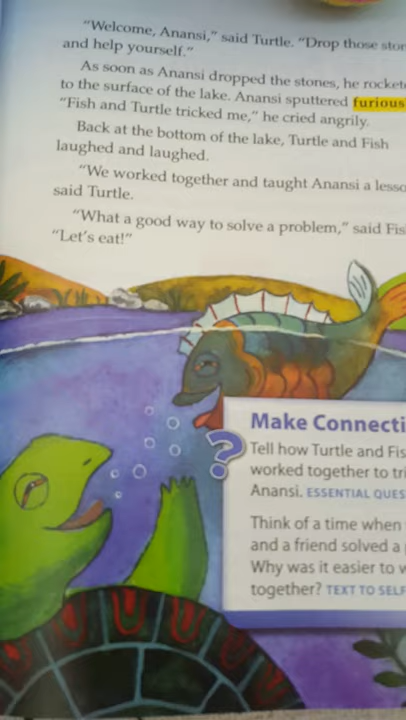 "Welcome, Anansi," said Turtle. "Drop those
and help yourself."
As soon as Anansi dropped the stones, he
to the surface of the lake. Anansi sputtered
"Fish and Turtle tricked me," he cried angrily.
Back at the bottom of the lake, Turtle and Fish
laughed and laughed.
"We worked together and taught Anansi a
said Turtle.
"What a good way to solve a problem," said
"Let's eat!"
?
Make
Tell how Turtle and
worked together to
Anansi. ESSENTIAL
Think of a time when
and a friend solved a
Why was it easier to
together? TEXT TO